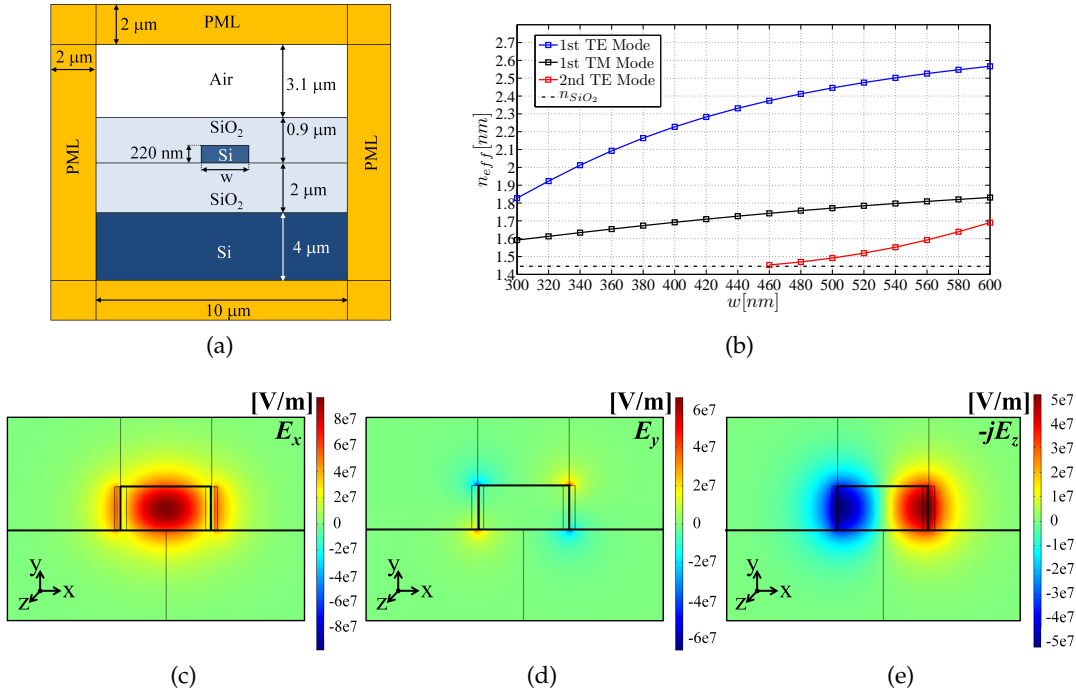 2 μm
PML
2 μm
Air
3.1 μm
SiO2
0.9 μm
220 nm
Si
PML
PML
w
2 μm
SiO2
Si
4 μm
10 μm
(a)
2.7
2.6
2.5
2.4
2.3
2.2
2.1
2
1.9
1.8
1.7
1.6
1.5
1.4
neff[nm]
1st TE Mode
1st TM Mode
2nd TE Mode
nSiO2
300 320 340 360 380 400 420 440 460 480 500 520 540 560 580 600
w[nm]
(b)
[V/m]
Ex
8e7
6e7
4e7
2e7
0
-2e7
-4e7
-6e7
-8e7
y
x
z
(c)
[V/m]
Ey
6e7
4e7
2e7
0
-2e7
-4e7
-6e7
y
x
z
(d)
[V/m]
-jEz
5e7
4e7
3e7
2e7
1e7
0
-1e7
-2e7
-3e7
-4e7
-5e7
y
x
z
(e)